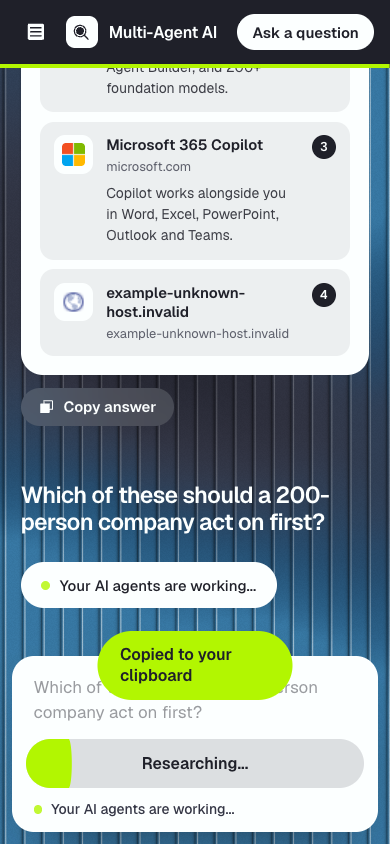 Multi-Agent AI
Ask a question
Agent Builder, and 200+
foundation models.
Microsoft 365 Copilot
3
microsoft.com
Copilot works alongside you
in Word, Excel, PowerPoint,
Outlook and Teams.
example-unknown-
host.invalid
4
example-unknown-host.invalid
Copy answer
Which of these should a 200-
person company act on first?
Your AI agents are working...
Copied to your
clipboard
Which of
company act on first?
Researching...
Your AI agents are working...